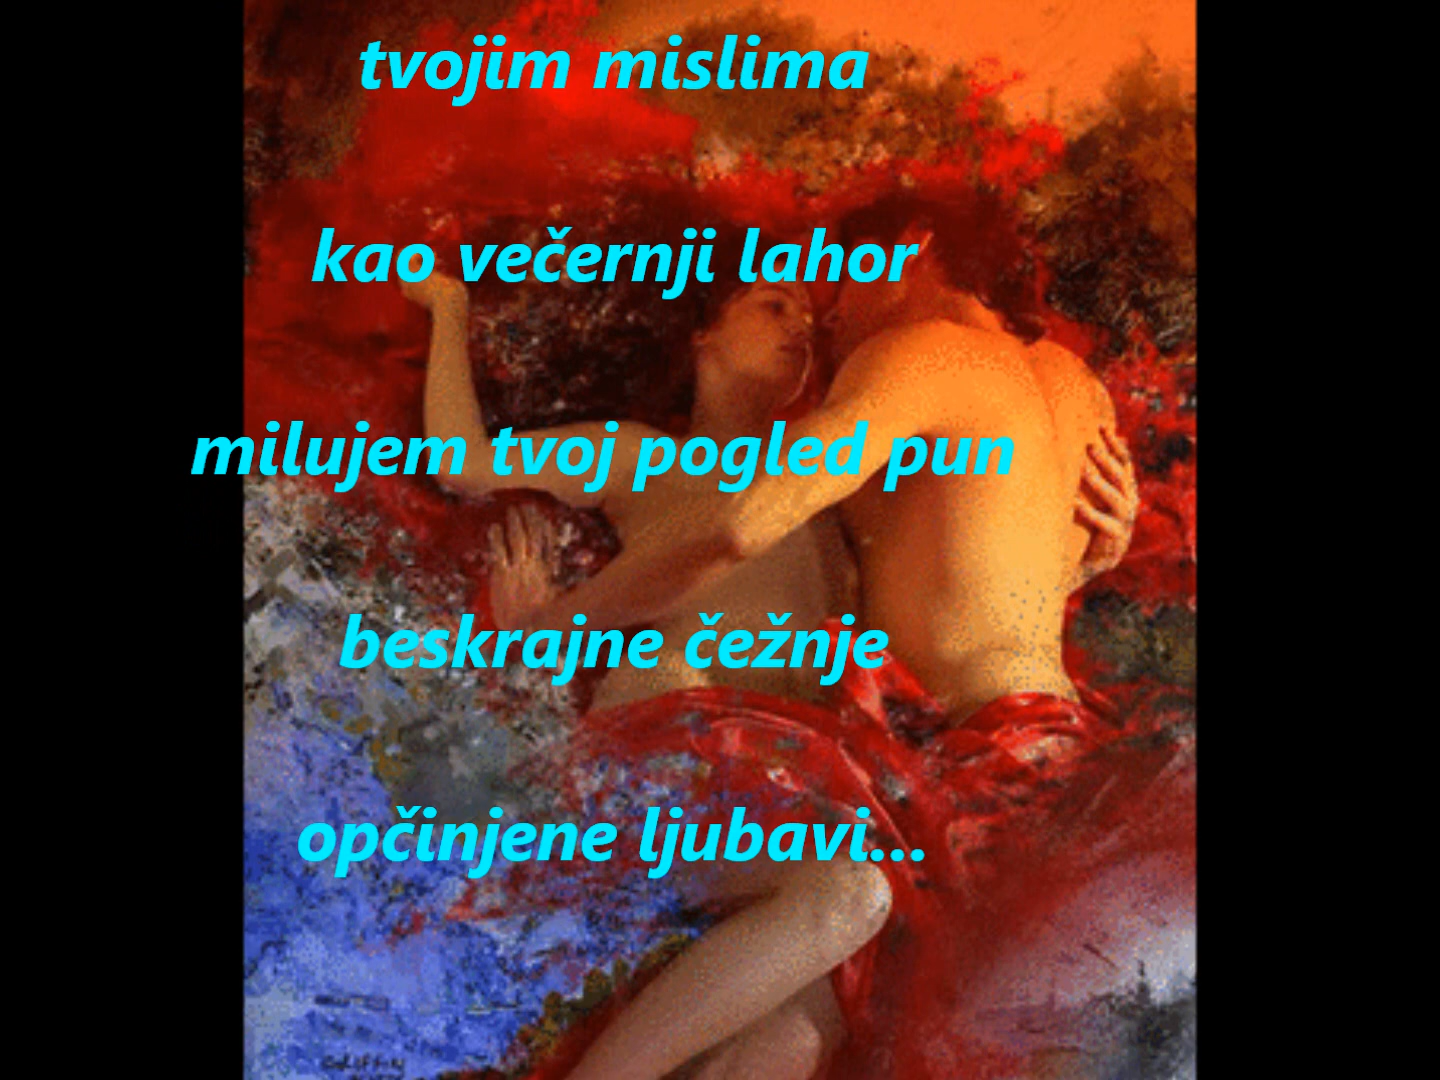 tvojim mislima
kao večernji lahor
milujem tvoj pogled pun
beskrajne čežnje
opčinjene ljubavi...